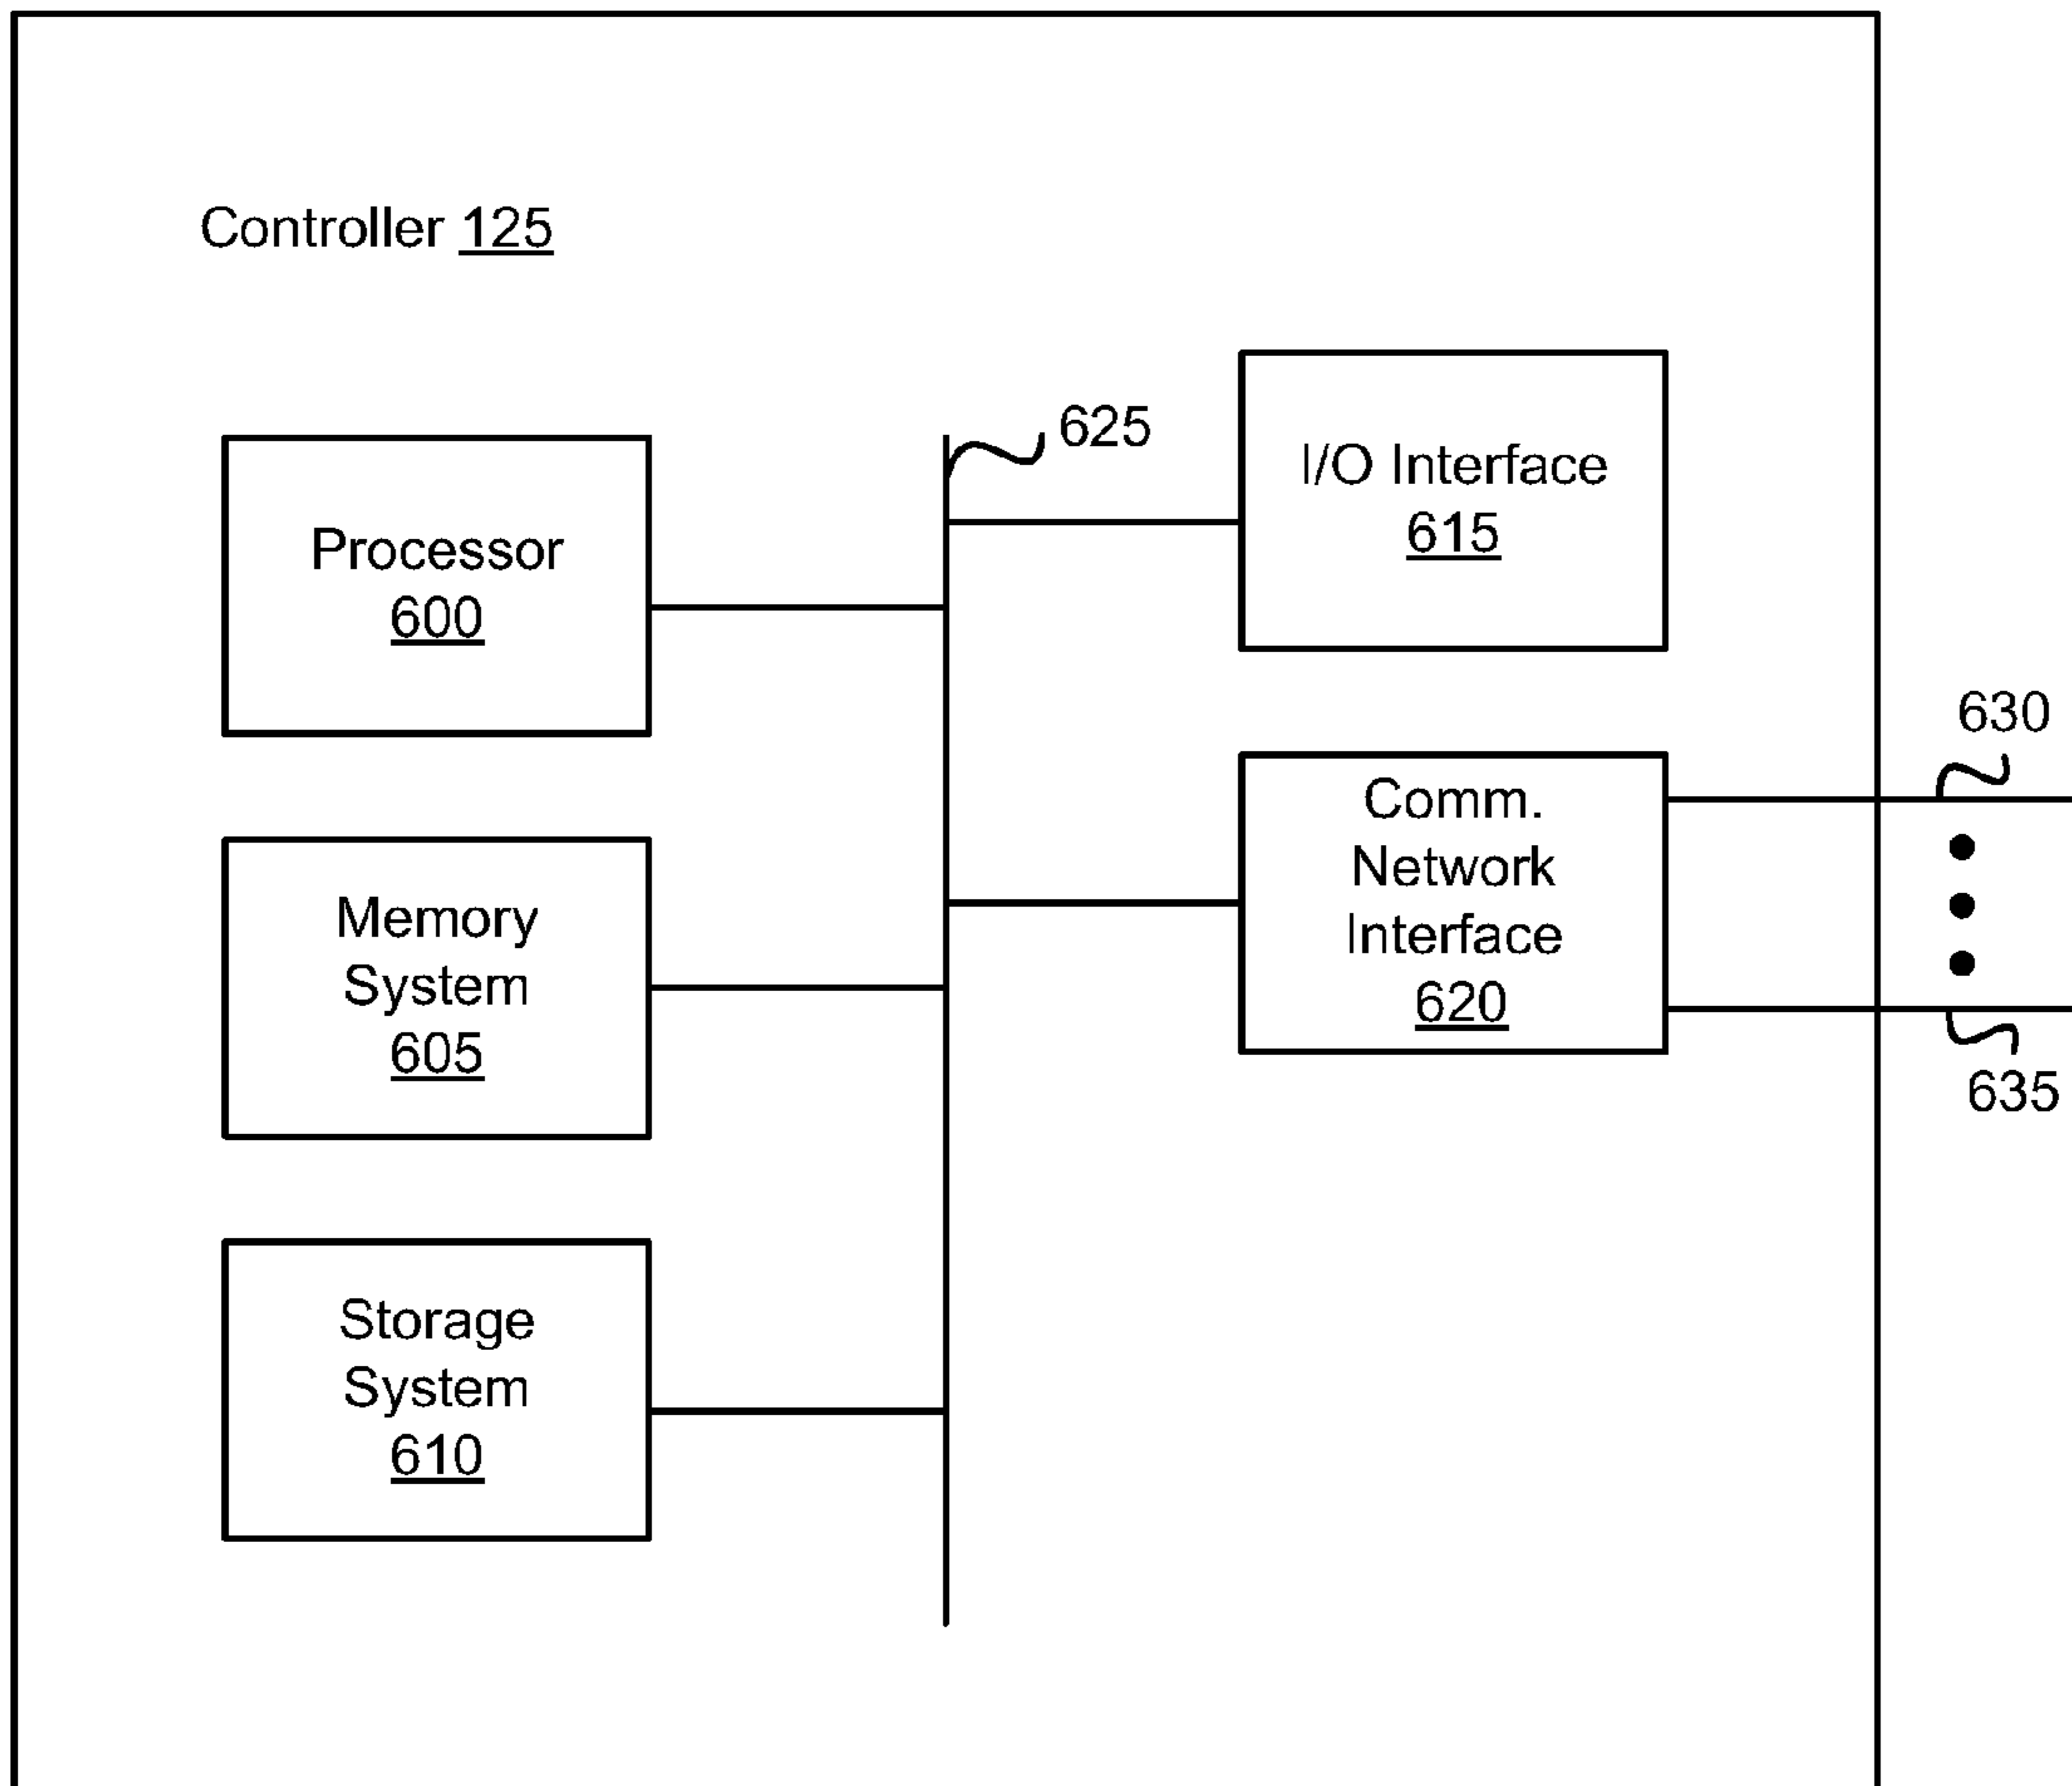 Controller 125
625
I/O Interface
615
Processor
600
630
Comm.
Network
Interface
620
Memory
System
605
635
Storage
System
610